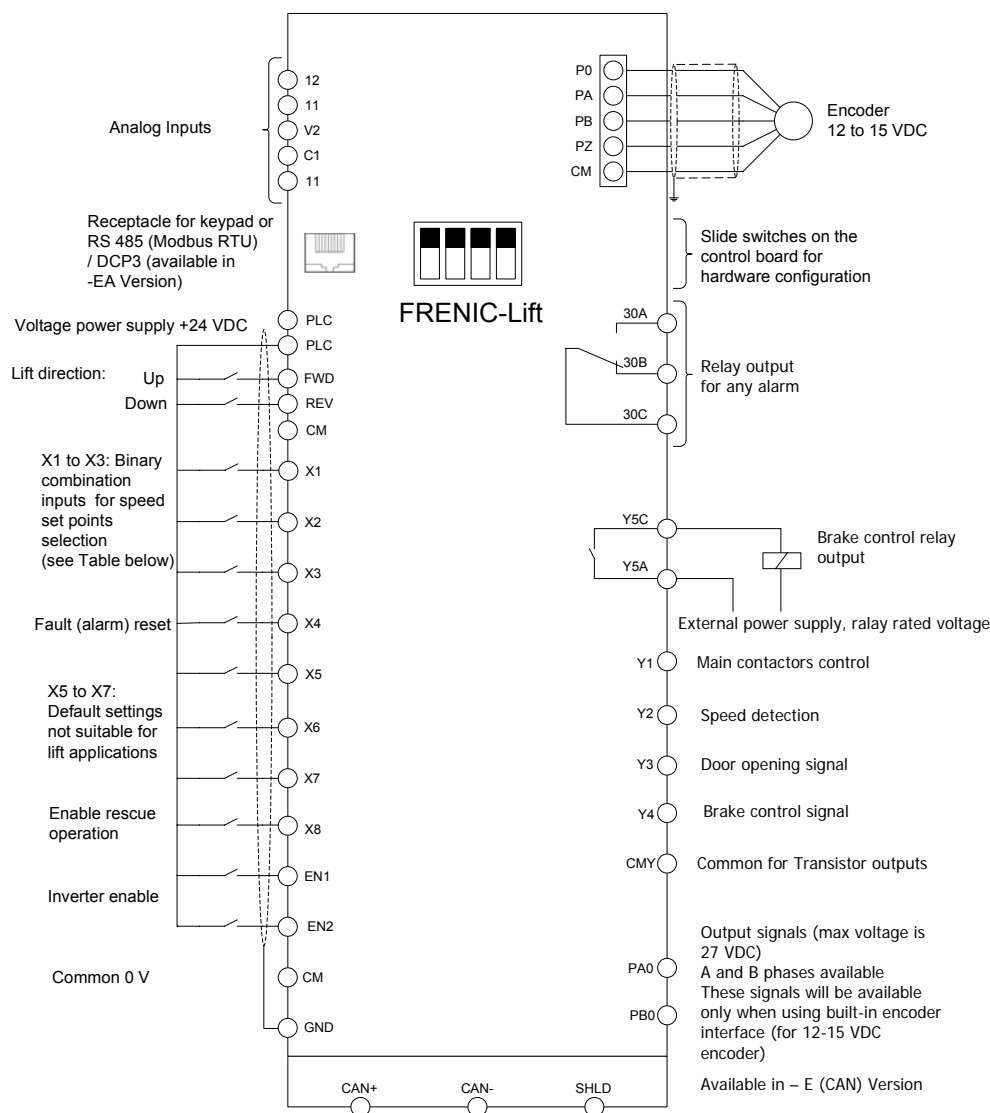 12
11
Analog Inputs
V2
C1
11
Receptacle for keypad or
RS 485 (Modbus RTU)
/ DCP3 (available in
-EA Version)
FRENIC-Lift
Voltage power supply +24 VDC
PLC
PLC
Lift direction:
Up
FWD
Down
REV
CM
X1 to X3: Binary
combination
inputs for speed
set points
selection
(see Table below)
X1
X2
X3
Fault (alarm) reset
X4
X5
X5 to X7:
Default settings
not suitable for
lift applications
X6
X7
Enable rescue
operation
X8
EN1
Inverter enable
EN2
Common 0 V
CM
GND
P0
PA
PB
PZ
CM
Encoder
12 to 15 VDC
Slide switches on the
control board for
hardware configuration
30A
30B
30C
Relay output
for any alarm
Y5C
Y5A
Brake control relay
output
External power supply, ralay rated voltage
Y1
Main contactors control
Y2
Speed detection
Y3
Door opening signal
Y4
Brake control signal
CMY
Common for Transistor outputs
PA0
PB0
Output signals (max voltage is
27 VDC)
A and B phases available
These signals will be available
only when using built-in encoder
interface (for 12-15 VDC
encoder)
Available in – E (CAN) Version
CAN+
CAN-
SHLD